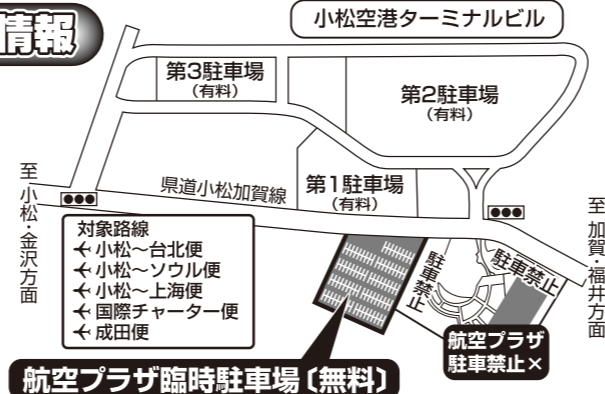 情報
小松空港ターミナルビル
第3駐車場
(有料)
第2駐車場
(有料)
第1駐車場
(有料)
県道小松加賀線
至 小松・金沢方面
至 加賀・福井方面
対象路線
小松～台北便
小松～ソウル便
小松～上海便
国際チャーター便
成田便
駐車禁止
駐車禁止
航空プラザ
駐車禁止×
航空プラザ臨時駐車場〔無料〕